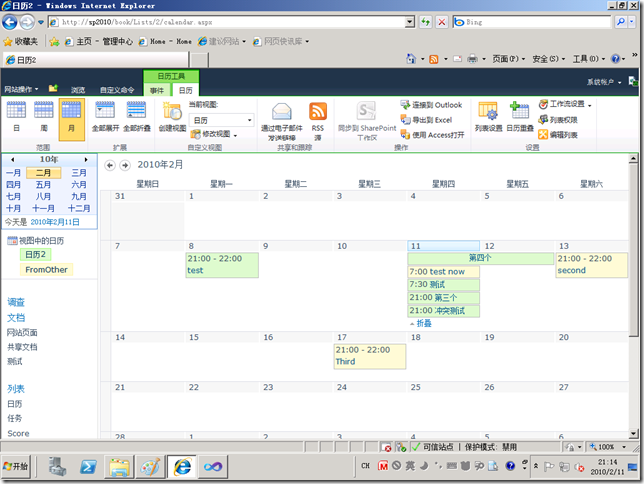 日历2 - Windows Internet Explorer
http://sp2010/book/Lists/2/calendar.aspx
Bing
收藏夹 主页 - 管理中心 Home - Home 建议网站 网页快讯库
日历2 页面(P) 安全(S) 工具(O)
日历工具 系统帐户
网站操作 浏览 自定义命令 事件 日历
日 周 月 全部展开 全部折叠 创建视图 当前视图: 日历 修改视图 通过电子邮件发送链接 RSS 源 同步到 SharePoint 工作区 连接到 Outlook 导出到 Excel 使用 Access打开 列表设置 日历重叠 工作流设置 列表权限 编辑列表
范围 扩展 自定义视图 共享和跟踪 操作 设置
10年
一月 二月 三月
四月 五月 六月
七月 八月 九月
十月 十一月 十二月
今天是 2010年2月11日
视图中的日历
日历2
FromOther
调查
文档
网站页面
共享文档
测试
列表
日历
任务
Score
2010年2月
星期日 星期一 星期二 星期三 星期四 星期五 星期六
31 1 2 3 4 5 6
7 8 9 10 11 12 13
21:00 - 22:00
test
第四个
7:00 test now
7:30 测试
21:00 第三个
21:00 冲突测试
折叠
21:00 - 22:00
second
14 15 16 17 18 19 20
21:00 - 22:00
Third
21 22 23 24 25 26 27
28 1 2 3 4 5 6
可信站点 | 保护模式: 禁用 100%
开始 CH 英 21:14
2010/2/11